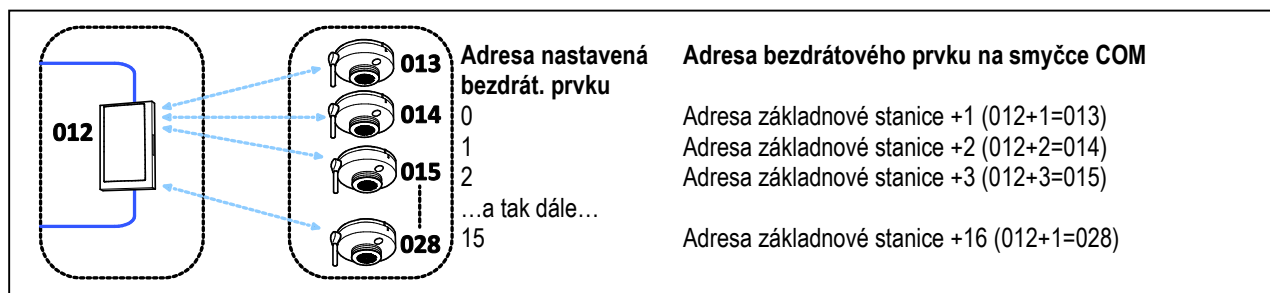 012
013
014
015
028
Adresa nastavená
bezdrát. prvku
Adresa bezdrátového prvku na smyčce COM
0
Adresa základnové stanice +1 (012+1=013)
1
Adresa základnové stanice +2 (012+2=014)
2
Adresa základnové stanice +3 (012+3=015)
…a tak dále…
15
Adresa základnové stanice +16 (012+1=028)